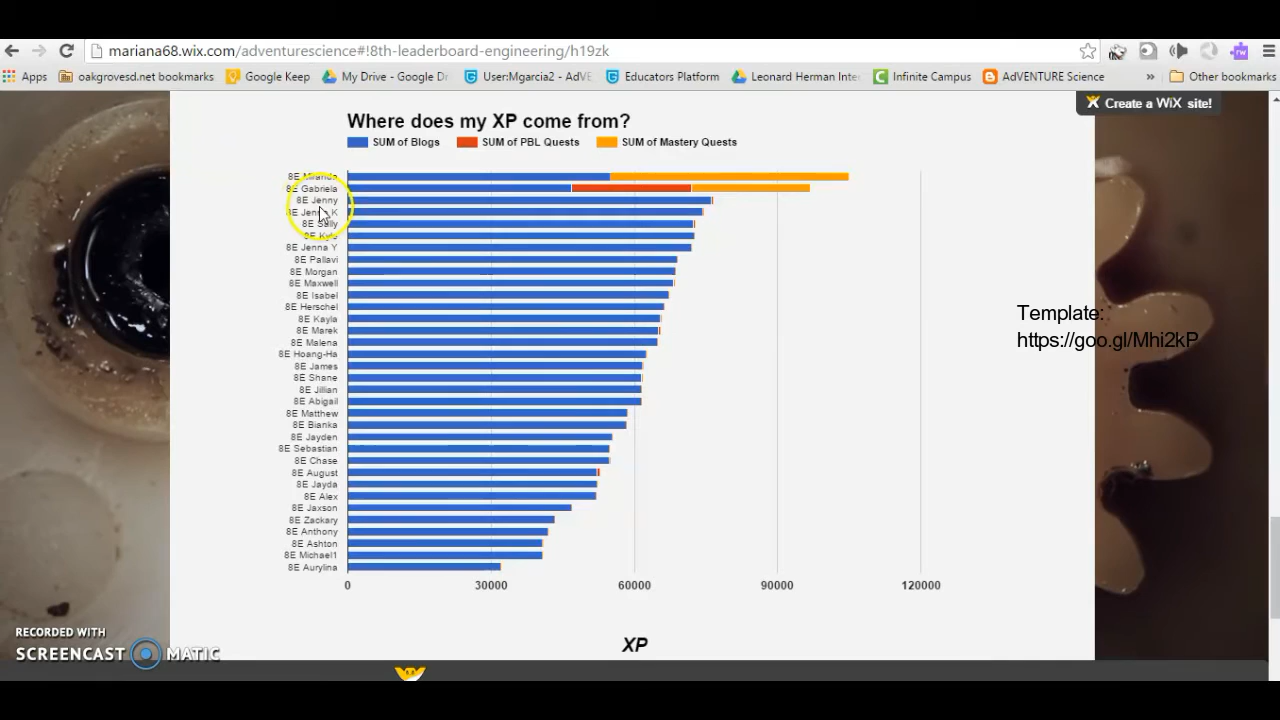 mariana68.wix.com/adventurescience#!8th-leaderboard-engineering/h19zk
Apps oakgrovesd.net bookmarks Google Keep My Drive - Google D User:Mgarcia2 - AdVE Educators Platform Leonard Herman Inte Infinite Campus AdVENTURE Science » Other bookmarks
Create a WiX site!
Where does my XP come from?
SUM of Blogs SUM of PBL Quests SUM of Mastery Quests
8E Miranda
8E Gabriela
8E Jenny
8E K
8E Sally
8E Kyle
8E Jenna Y
8E Pallavi
8E Morgan
8E Maxwell
8E Isabel
8E Herschel
8E Kayla
8E Marek
8E Malena
8E Hoang-Ha
8E James
8E Shane
8E Jillian
8E Abigail
8E Matthew
8E Bianka
8E Jayden
8E Sebastian
8E Chase
8E August
8E Jayda
8E Alex
8E Jaxson
8E Zackary
8E Anthony
8E Ashton
8E Michael1
8E Aurylina
0 30000 60000 90000 120000
XP
Template:
https://goo.gl/Mhi2kP
RECORDED WITH
SCREENCAST MATIC